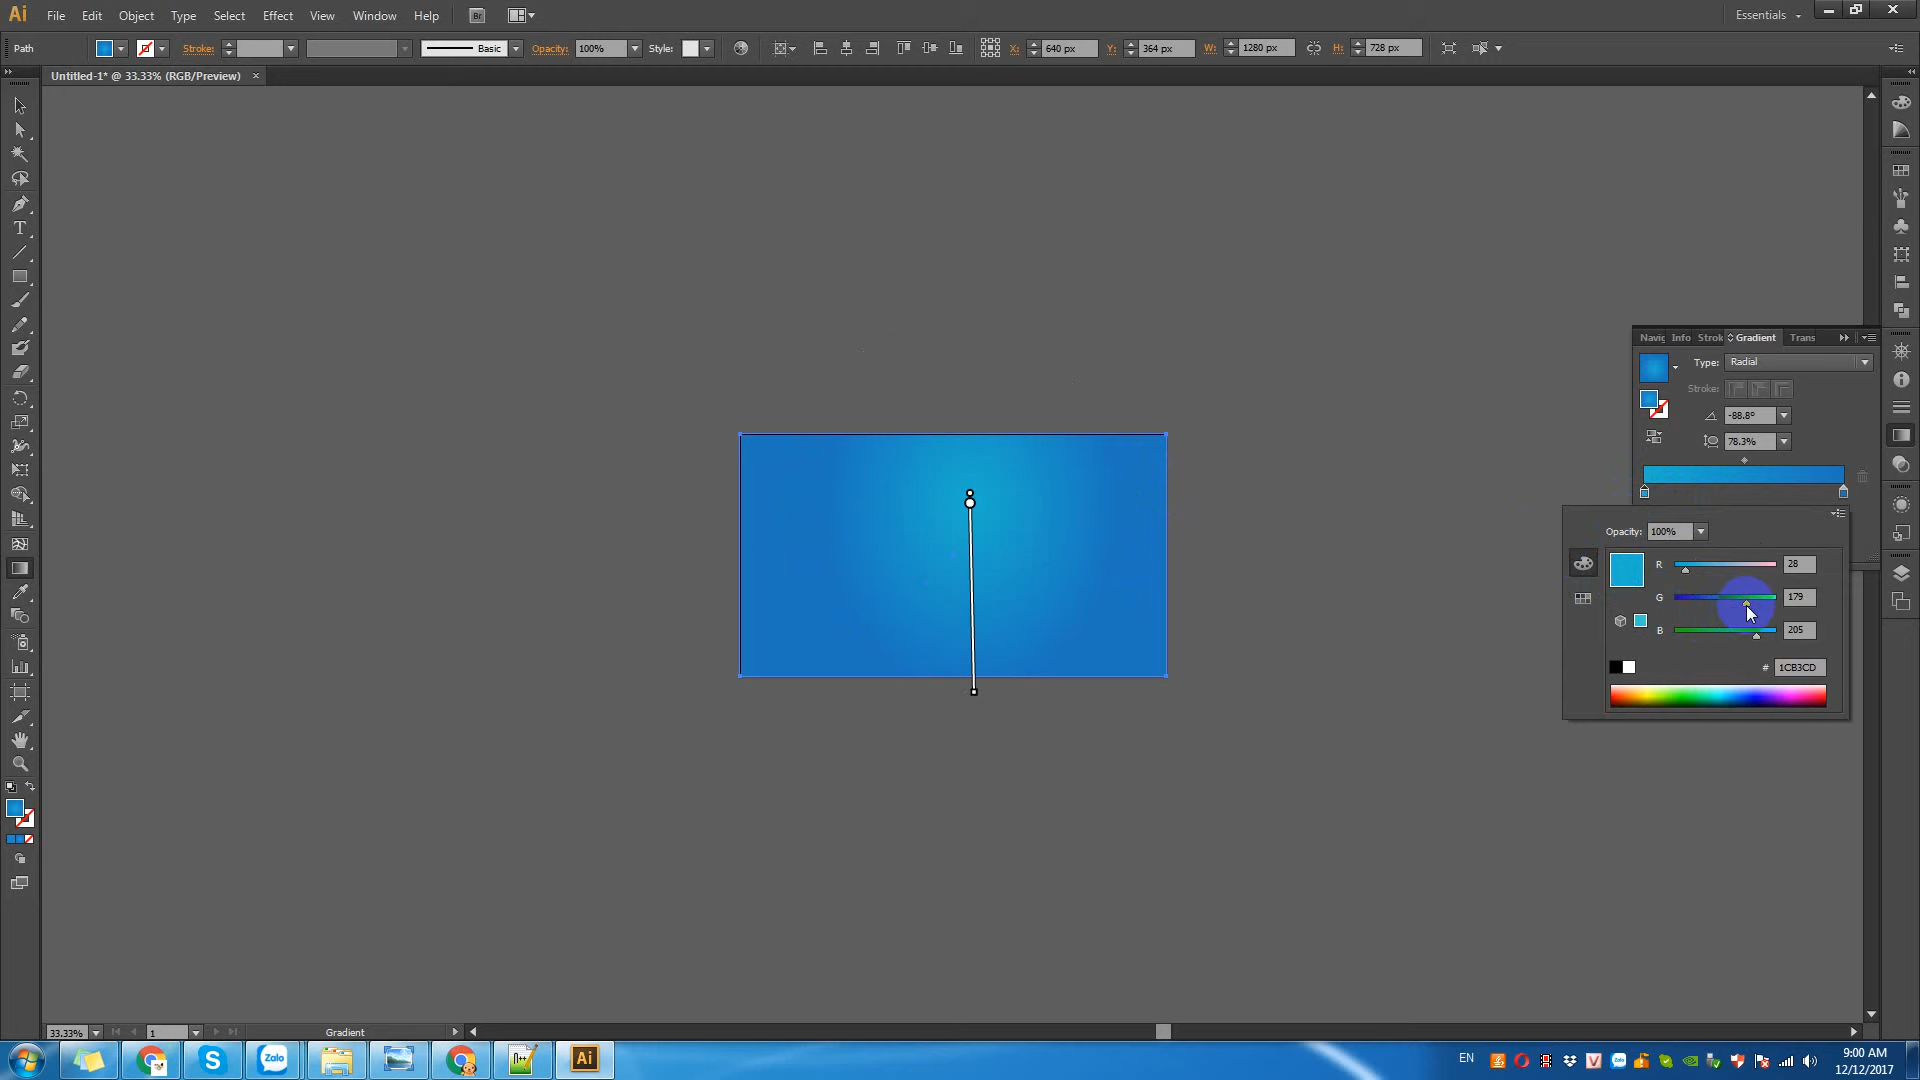 Ai File Edit Object Type Select Effect View Window Help Br Essentials
Path Stroke: Basic Opacity: 100% Style: X: 640 px Y: 364 px W: 1280 px H: 728 px
Untitled-1* @ 33.33% (RGB/Preview)
Info Strok Gradient Trans
Type: Radial
Stroke:
-88.8°
78.3%
Opacity: 100%
R 28
G 179
B 205
# 1CB3CD
33.33% 1 Gradient
Zalo Ai EN 9:00 AM
12/12/2017